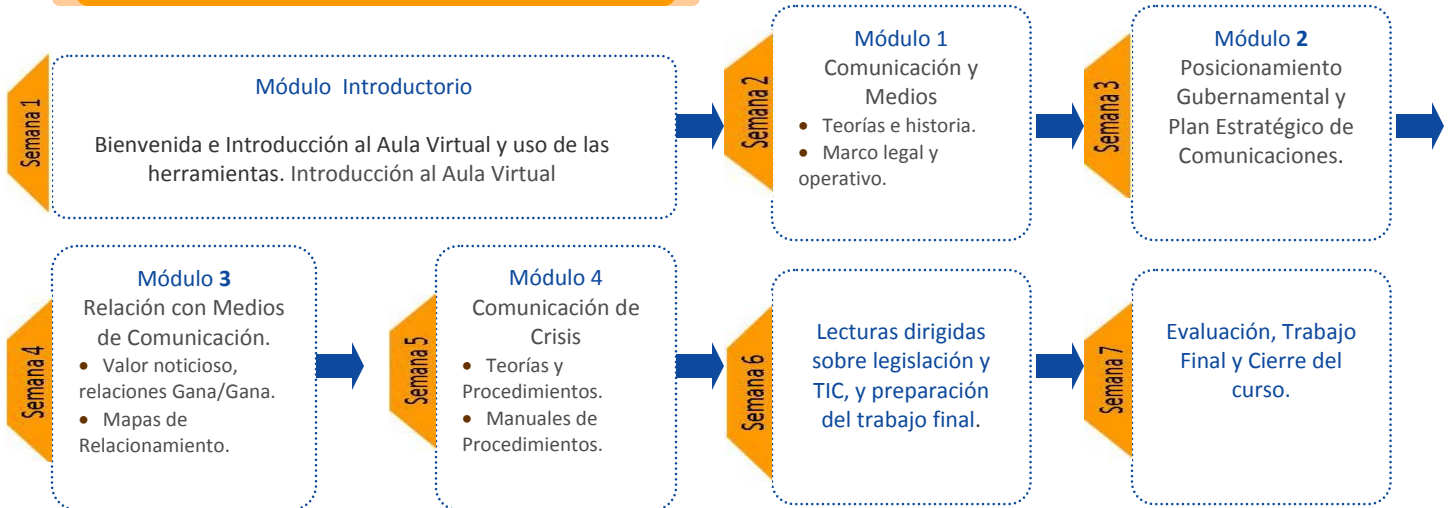 Semana 1
Módulo Introductorio
Bienvenida e Introducción al Aula Virtual y uso de las
herramientas. Introducción al Aula Virtual
Semana 2
Módulo 1
Comunicación y
Medios
• Teorías e historia.
• Marco legal y
operativo.
Semana 3
Módulo 2
Posicionamiento
Gubernamental y
Plan Estratégico de
Comunicaciones.
Semana 4
Módulo 3
Relación con Medios
de Comunicación.
• Valor noticioso,
relaciones Gana/Gana.
• Mapas de
Relacionamiento.
Semana 5
Módulo 4
Comunicación de
Crisis
• Teorías y
Procedimientos.
• Manuales de
Procedimientos.
Semana 6
Lecturas dirigidas
sobre legislación y
TIC, y preparación
del trabajo final.
Semana 7
Evaluación, Trabajo
Final y Cierre del
curso.